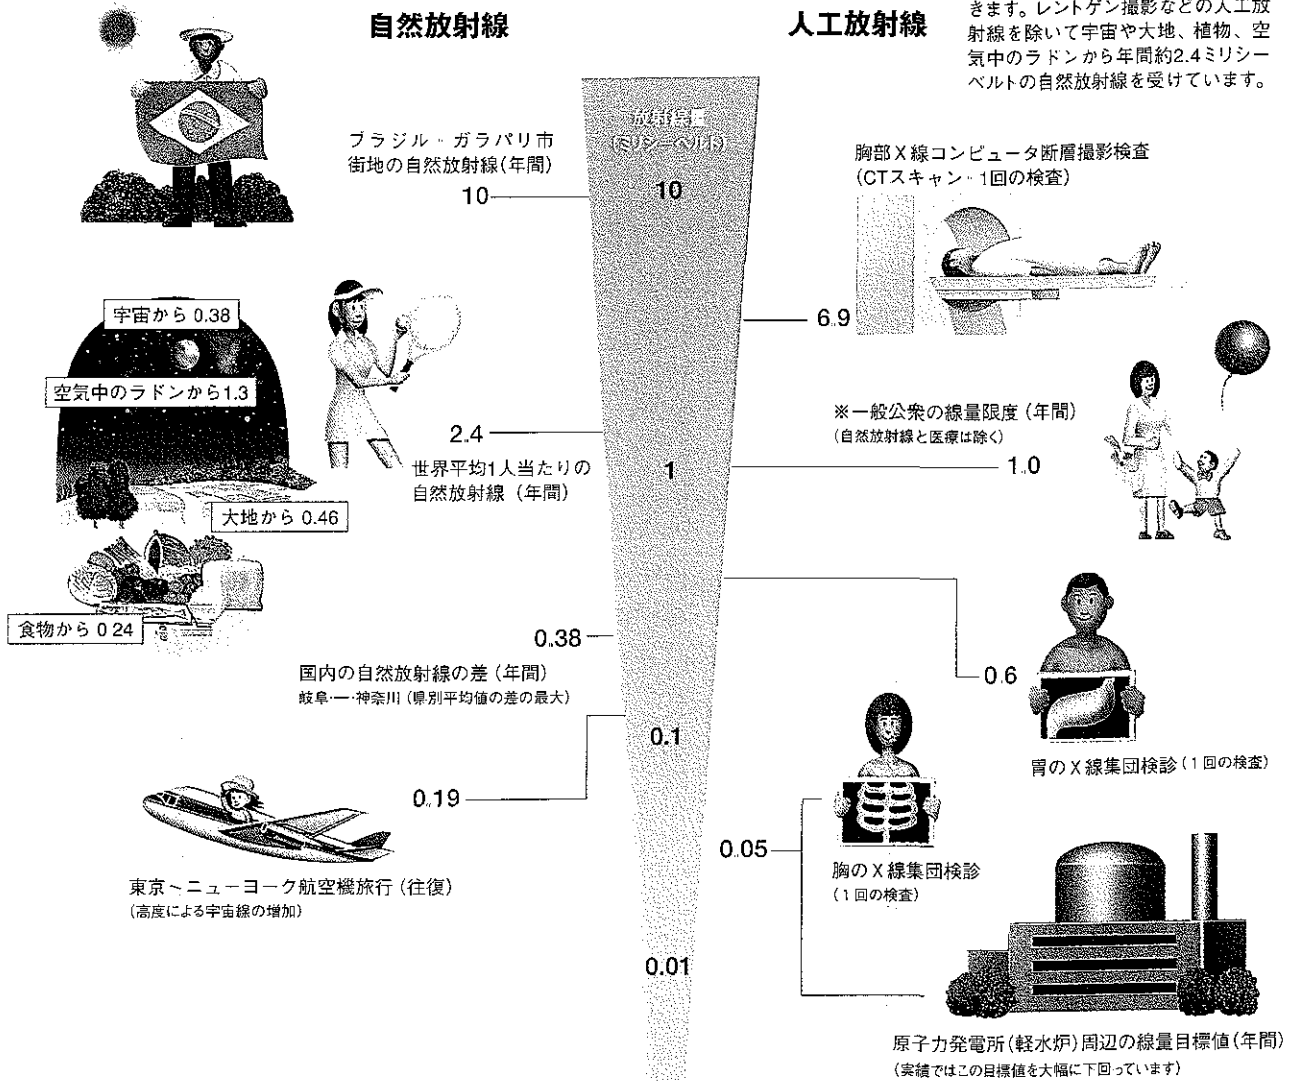 自然放射線
人工放射線
きます。レントゲン撮影などの人工放
射線を除いて宇宙や大地、植物、空
気中のラドンから年間約2.4ミリシー
ベルトの自然放射線を受けています。
放射線量
(ミリシーベルト)
10
1
0.1
0.01
ブラジル・ガラパリ市
街地の自然放射線(年間)
10
宇宙から 0.38
空気中のラドンから1.3
大地から 0.46
食物から 0.24
2.4
世界平均1人当たりの
自然放射線 (年間)
0.38
国内の自然放射線の差 (年間)
岐阜・―・神奈川 (県別平均値の差の最大)
0.19
東京～ニューヨーク航空機旅行 (往復)
(高度による宇宙線の増加)
胸部X線コンピュータ断層撮影検査
(CTスキャン・1回の検査)
6.9
※一般公衆の線量限度 (年間)
(自然放射線と医療は除く)
1.0
0.6
胃のX線集団検診 (1回の検査)
0.05
胸のX線集団検診
(1回の検査)
原子力発電所(軽水炉)周辺の線量目標値(年間)
(実績ではこの目標値を大幅に下回っています)